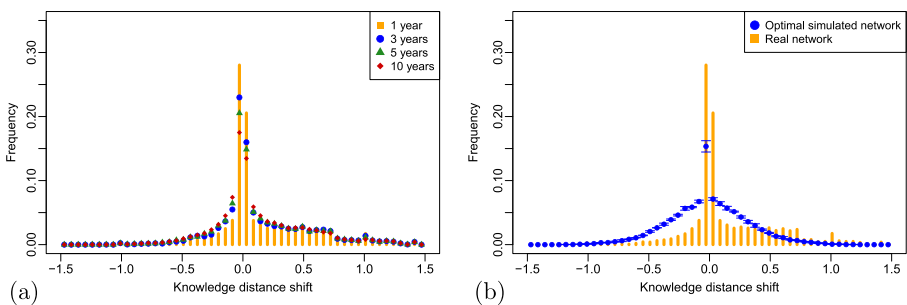 1 year
3 years
5 years
10 years
Frequency
0.00 0.10 0.20 0.30
−1.5 −1.0 −0.5 0.0 0.5 1.0 1.5
Knowledge distance shift
(a)
Optimal simulated network
Real network
Frequency
0.00 0.10 0.20 0.30
−1.5 −1.0 −0.5 0.0 0.5 1.0 1.5
Knowledge distance shift
(b)